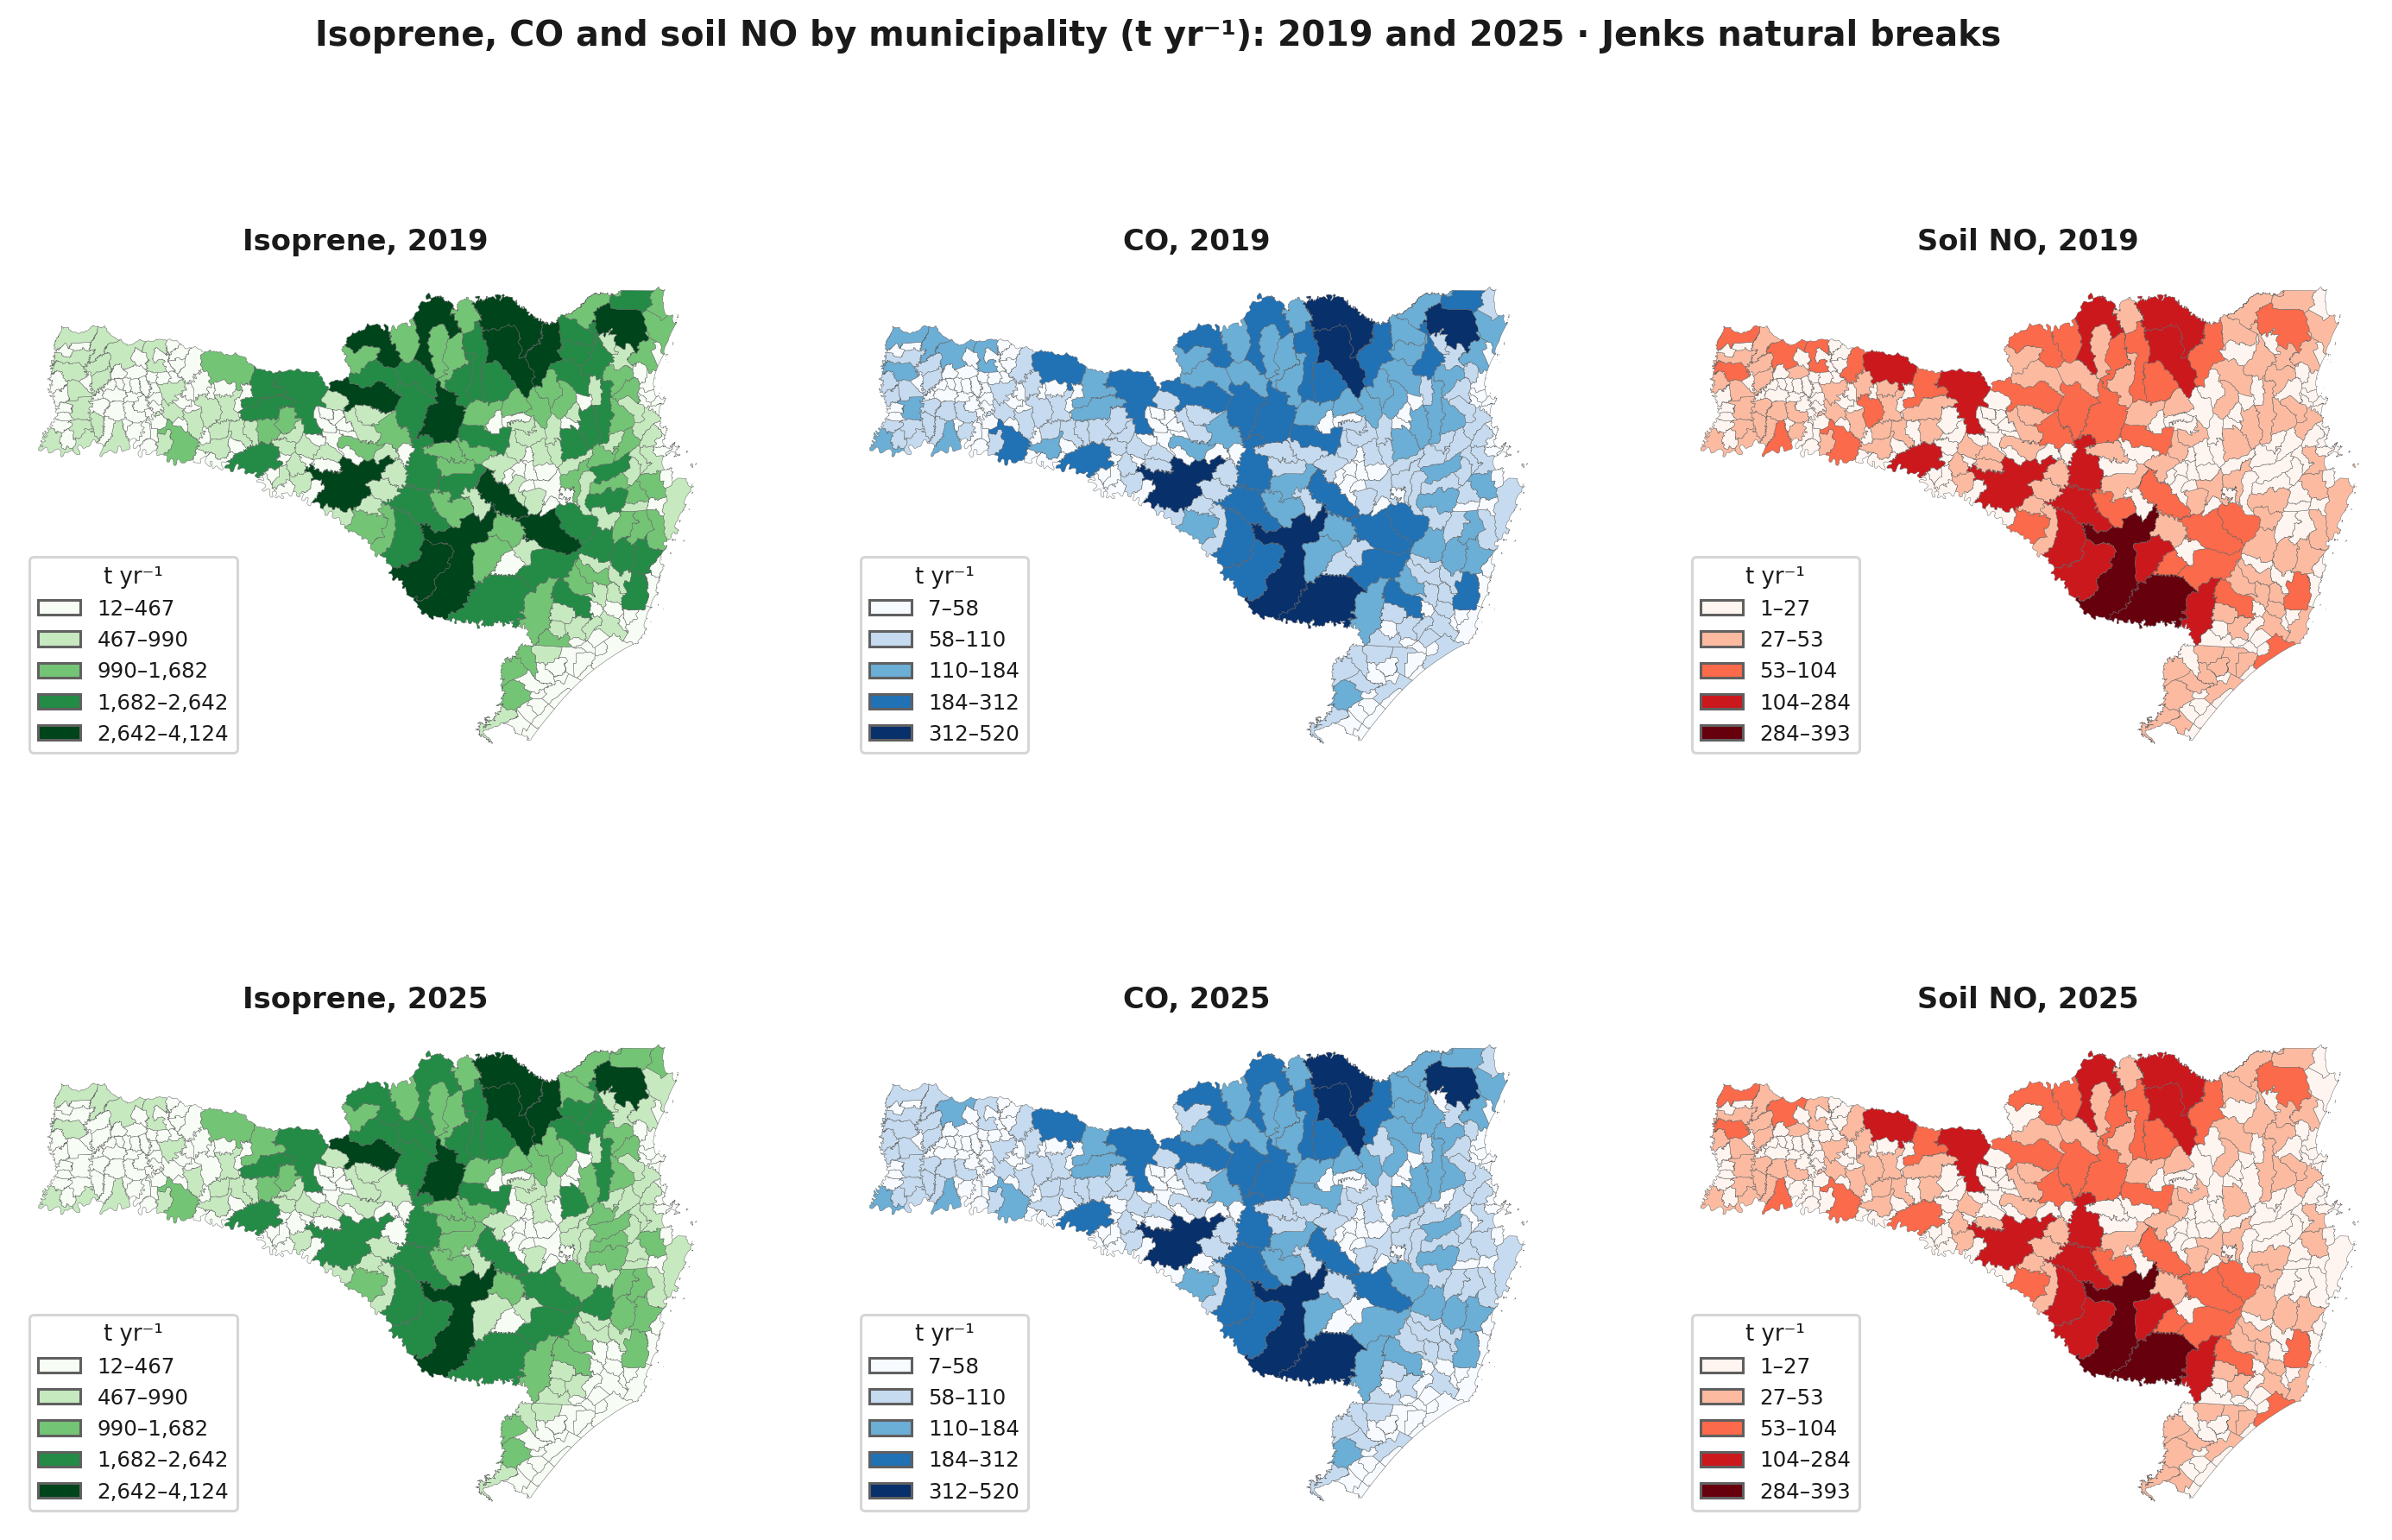 Isoprene, CO and soil NO by municipality (t yr⁻¹): 2019 and 2025 · Jenks natural breaks
Isoprene, 2019
t yr⁻¹
12–467
467–990
990–1,682
1,682–2,642
2,642–4,124
CO, 2019
t yr⁻¹
7–58
58–110
110–184
184–312
312–520
Soil NO, 2019
t yr⁻¹
1–27
27–53
53–104
104–284
284–393
Isoprene, 2025
t yr⁻¹
12–467
467–990
990–1,682
1,682–2,642
2,642–4,124
CO, 2025
t yr⁻¹
7–58
58–110
110–184
184–312
312–520
Soil NO, 2025
t yr⁻¹
1–27
27–53
53–104
104–284
284–393